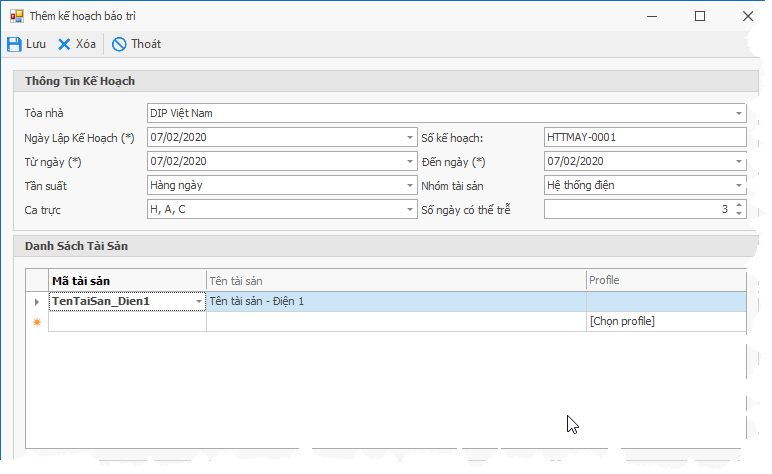 Thêm kế hoạch bảo trì
Lưu Xóa Thoát
Thông Tin Kế Hoạch
Tòa nhà DIP Việt Nam
Ngày Lập Kế Hoạch (*) 07/02/2020 Số kế hoạch: HTTMAY-0001
Từ ngày (*) 07/02/2020 Đến ngày (*) 07/02/2020
Tần suất Hàng ngày Nhóm tài sản Hệ thống điện
Ca trực H, A, C Số ngày có thể trễ 3
Danh Sách Tài Sản
Mã tài sản Tên tài sản Profile
TenTaiSan_Dien1 Tên tài sản - Điện 1
[Chọn profile]